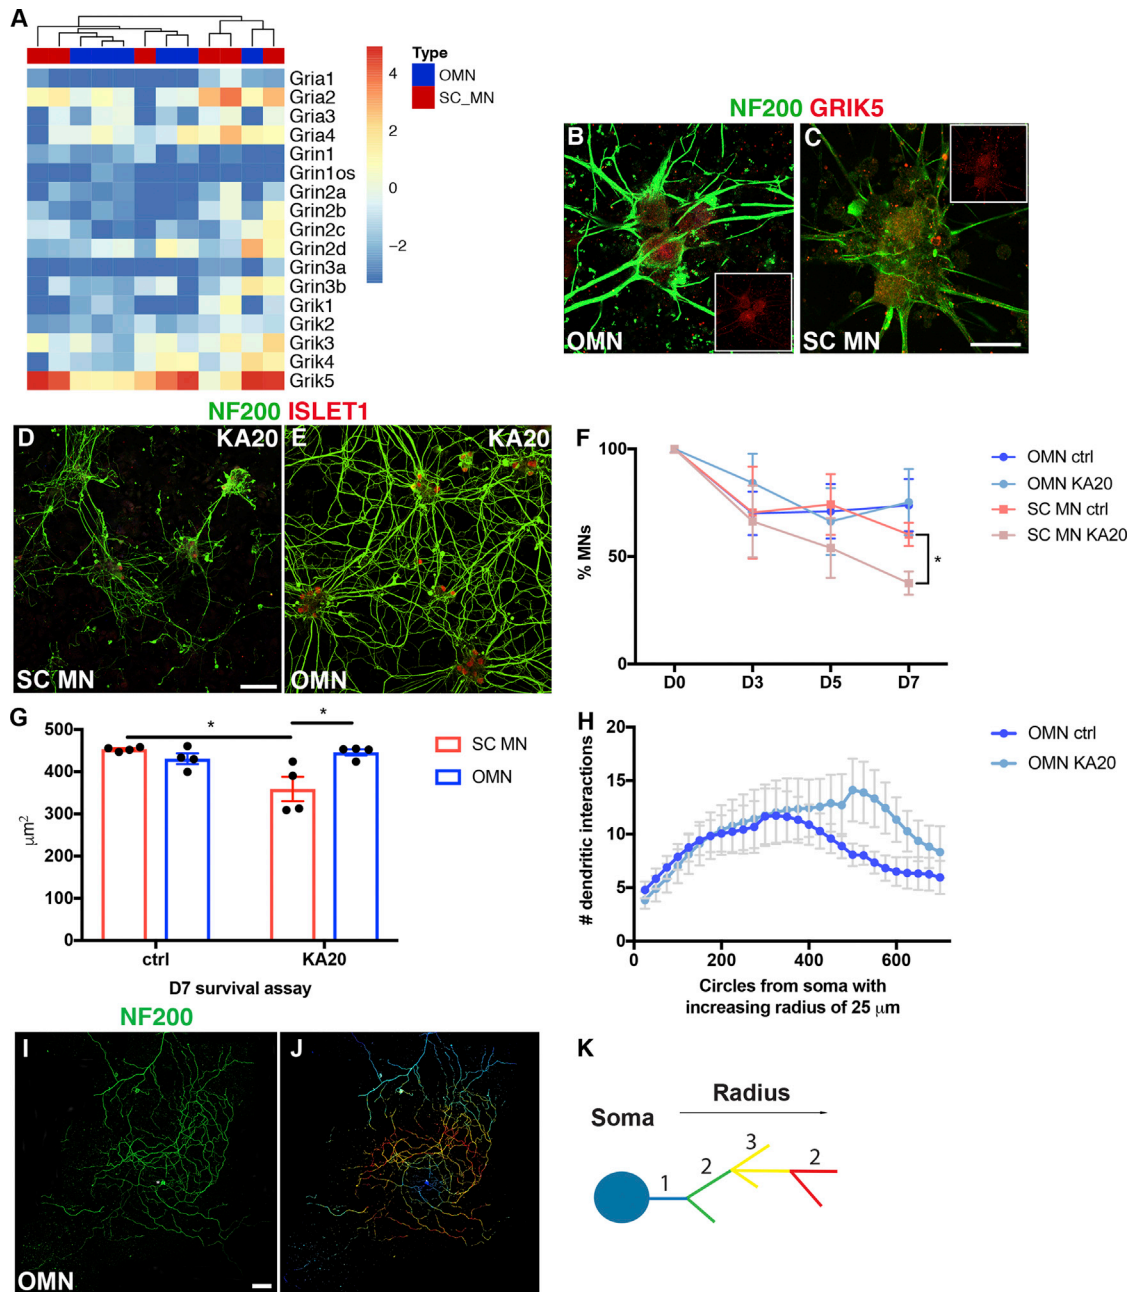 A
Type
OMN
SC_MN
4
2
0
−2
Gria1
Gria2
Gria3
Gria4
Grin1
Grin1os
Grin2a
Grin2b
Grin2c
Grin2d
Grin3a
Grin3b
Grik1
Grik2
Grik3
Grik4
Grik5
NF200 GRIK5
B
OMN
C
SC MN
NF200 ISLET1
D
KA20
SC MN
E
KA20
OMN
F
100
50
0
% MNs
D0 D3 D5 D7
*
OMN ctrl
OMN KA20
SC MN ctrl
SC MN KA20
G
500
400
300
200
100
0
μm²
* *
ctrl KA20
D7 survival assay
SC MN
OMN
H
20
15
10
5
0
# dendritic interactions
0 200 400 600
Circles from soma with
increasing radius of 25 μm
OMN ctrl
OMN KA20
NF200
I
OMN
J
K
Radius
Soma
1 2 3 2